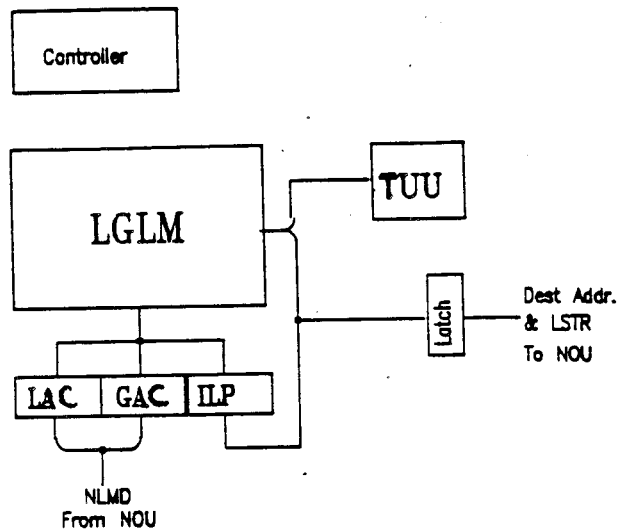 Controller
LGLM
TUU
Latch
Dest Addr.
& LSTR
To NOU
LAC
GAC
ILP
NLMD
From NOU